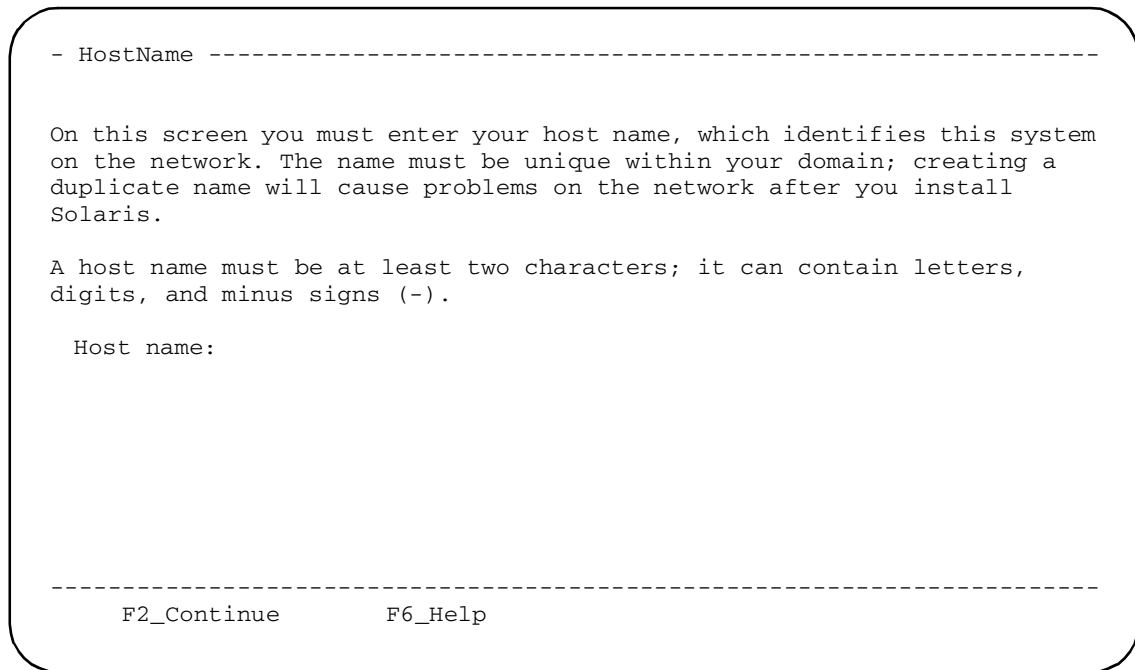 - HostName --------------------------------------------------------------
On this screen you must enter your host name, which identifies this system
on the network. The name must be unique within your domain; creating a
duplicate name will cause problems on the network after you install
Solaris.
A host name must be at least two characters; it can contain letters,
digits, and minus signs (-).
Host name:
--------------------------------------------------------------------------
F2_Continue F6_Help